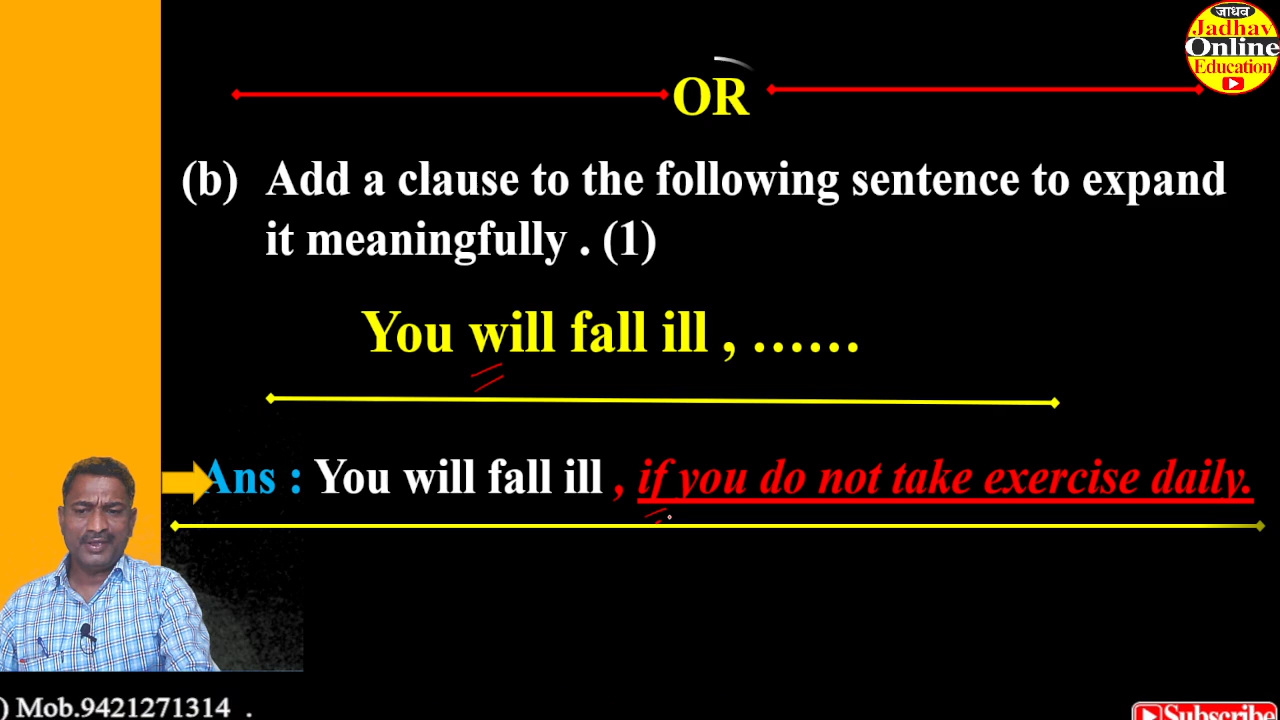 जाधव
Jadhav
Online
Education
OR
(b) Add a clause to the following sentence to expand
it meaningfully . (1)
You will fall ill , ......
Ans : You will fall ill , if you do not take exercise daily.
) Mob.9421271314 .
Subscribe